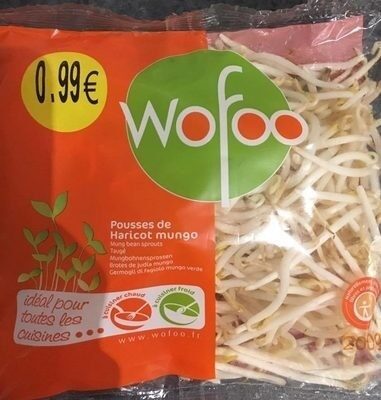 0.99€
wofoo
Pousses de
Haricot mungo
Mung bean sprouts
Taugé
Mungbohnensprossen
Brotes de judía mungo
Germogli di fagiolo mungo verde
idéal pour
toutes les
cuisines...
à cuisiner chaud
à cuisiner froid
www.wofoo.fr